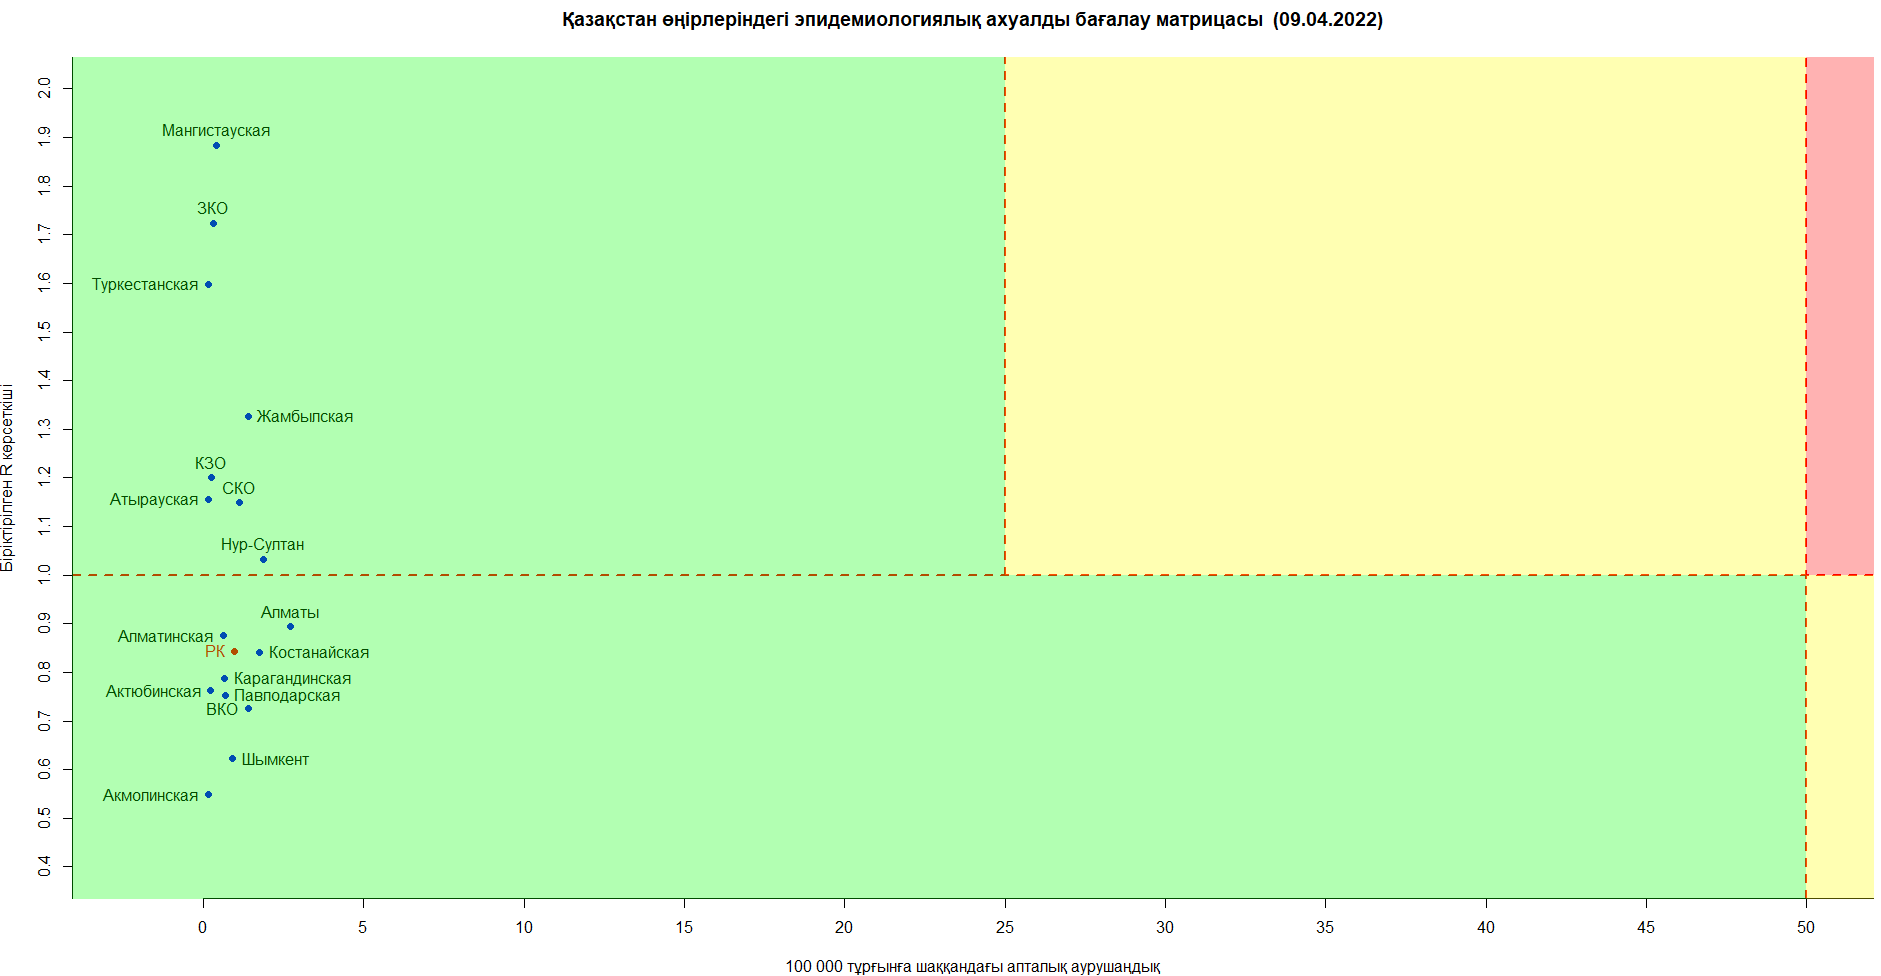 Қазақстан өңірлеріндегі эпидемиологиялық ахуалды бағалау матрицасы (09.04.2022)
Біріктірілген R көрсеткіші
2.0
1.9
1.8
1.7
1.6
1.5
1.4
1.3
1.2
1.1
1.0
0.9
0.8
0.7
0.6
0.5
0.4
Мангистауская
ЗКО
Туркестанская
Жамбылская
КЗО
СКО
Атырауская
Нур-Султан
Алматы
Алматинская
РК
Костанайская
Карагандинская
Актюбинская
Павлодарская
ВКО
Шымкент
Акмолинская
0 5 10 15 20 25 30 35 40 45 50
100 000 тұрғынға шаққандағы апталық аурушаңдық